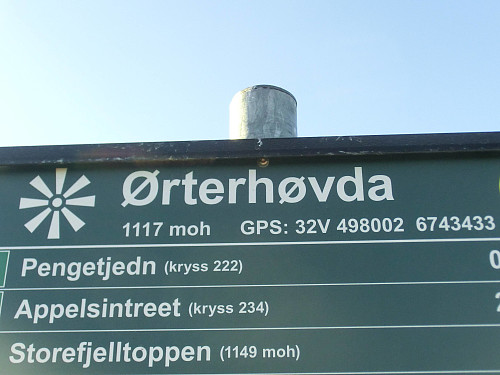 Ørterhøvda
1117 moh GPS: 32V 498002 6743433
Pengetjedn (kryss 222)
Appelsintreet (kryss 234)
Storefjelltoppen (1149 moh)